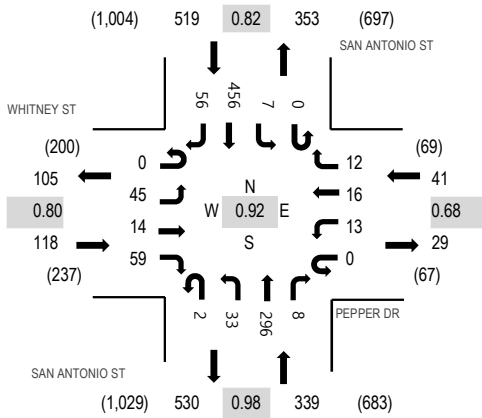 (1,004) 519 0.82 353 (697)
SAN ANTONIO ST
56 456 7 0
WHITNEY ST
(200) (69)
105 0 12 41
0.80 45 16 0.68
N
W 0.92 E
S
118 14 13 29
(237) 59 0 (67)
2 33 296 8
PEPPER DR
SAN ANTONIO ST
(1,029) 530 0.98 339 (683)